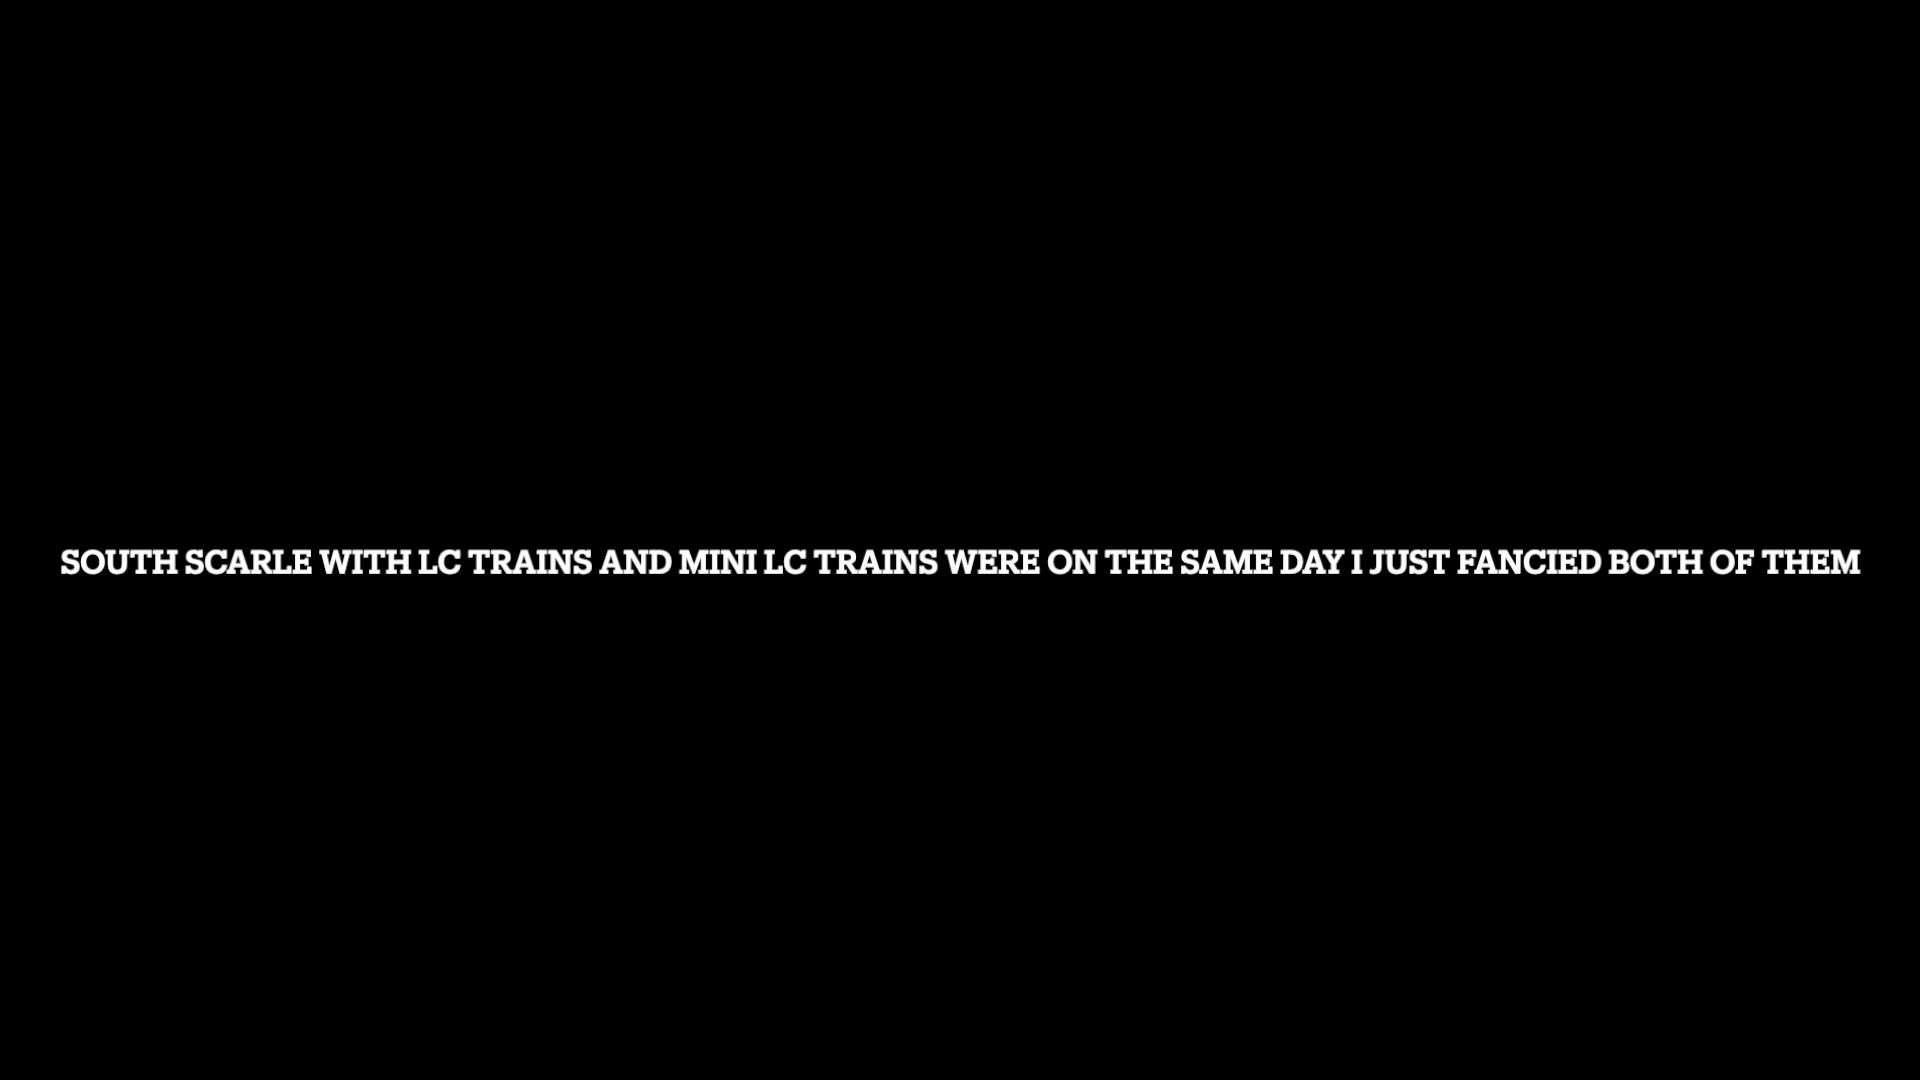 SOUTH SCARLE WITH LC TRAINS AND MINI LC TRAINS WERE ON THE SAME DAY I JUST FANCIED BOTH OF THEM